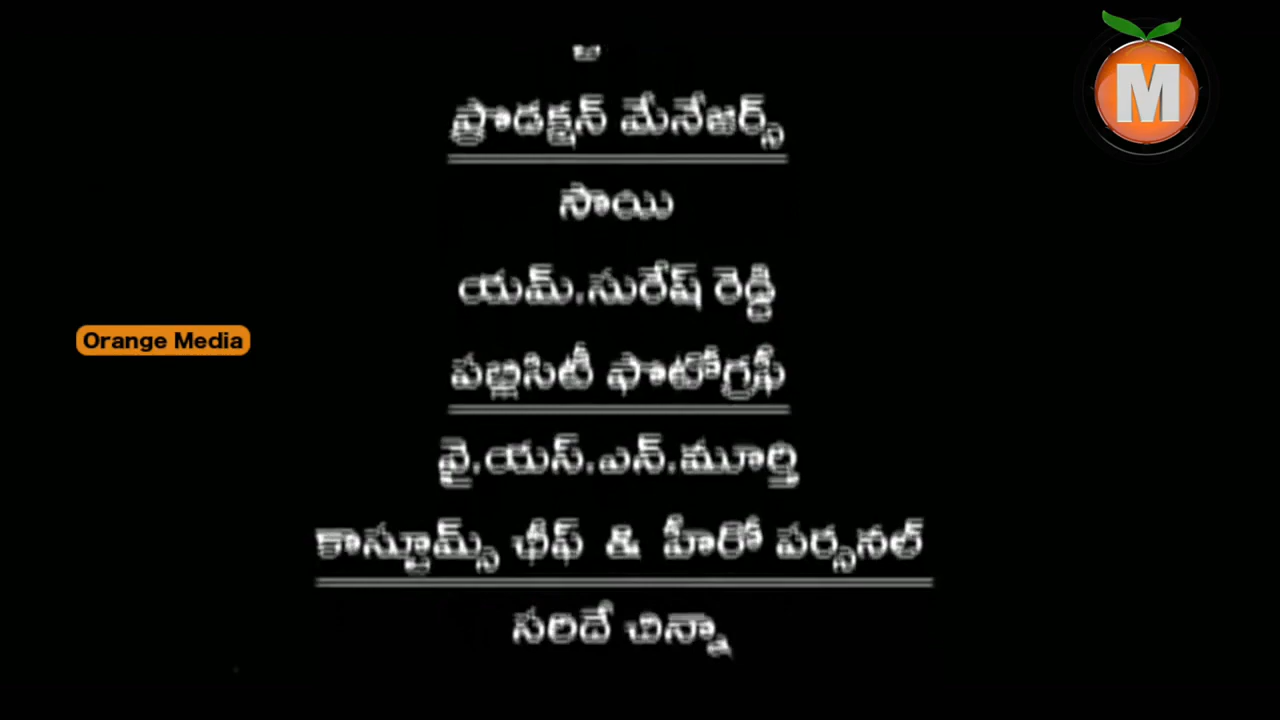 M
ప్రొడక్షన్ మేనేజర్స్
సాయి
యమ్.సురేష్ రెడ్డి
Orange Media
పబ్లిసిటీ ఫొటోగ్రఫీ
వై.యస్.ఎన్.మూర్తి
కాస్ట్యూమ్స్ ఛీఫ్ & హీరో పర్సనల్
సరిదే చిన్నా